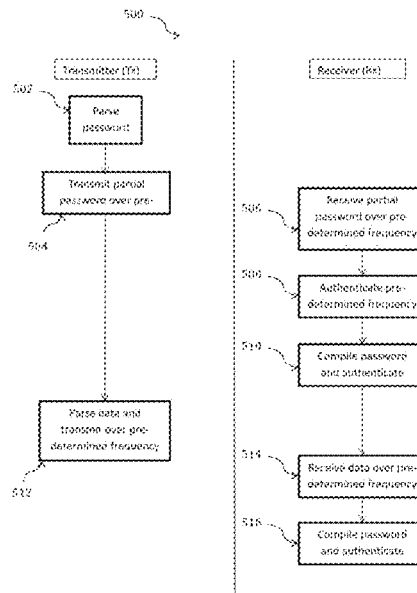 500
Transmitter (Tx)
Receiver (Rx)
502
Parse
password
Transmit partial
password over pre-
504
506
Receive partial
password over pre-
determined frequency
508
Authenticate pre-
determined frequency
510
Compile password
and authenticate
Parse data and
transmit over pre-
determined frequency
512
514
Receive data over pre-
determined frequency
516
Compile password
and authenticate